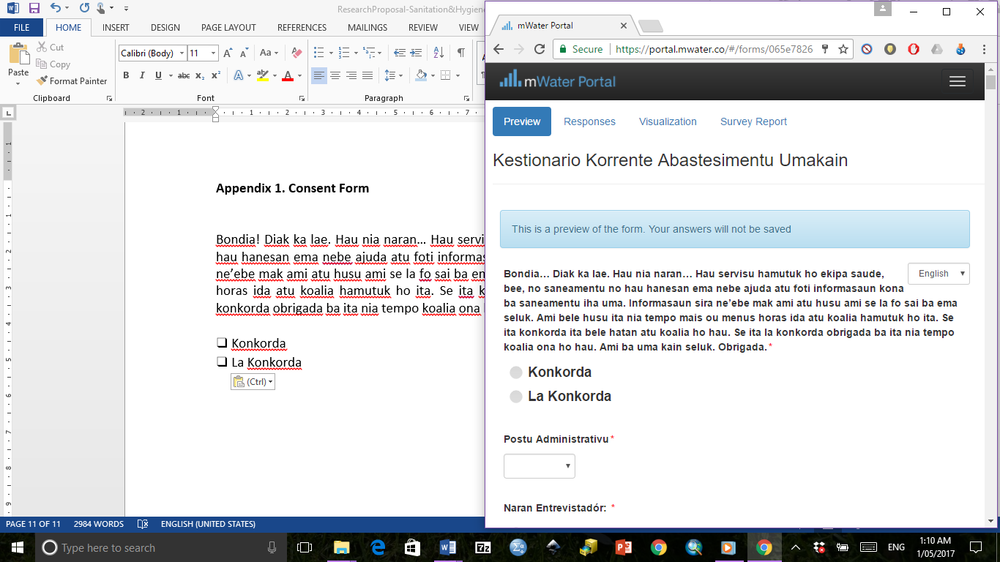 ResearchProposal-Sanitation&Hygiene
FILE HOME INSERT DESIGN PAGE LAYOUT REFERENCES MAILINGS REVIEW VIEW
Paste
Cut
Copy
Format Painter
Calibri (Body) 11
Clipboard Font Paragraph
2 1 1 2 3 4 5 6 7
Appendix 1. Consent Form
Bondia! Diak ka lae. Hau nia naran... Hau servis
hau hanesan ema nebe ajuda atu foti informas
ne’ebe mak ami atu husu ami se la fo sai ba em
horas ida atu koalia hamutuk ho ita. Se ita k
konkorda obrigada ba ita nia tempo koalia ona
Konkorda
La Konkorda
(Ctrl)
PAGE 11 OF 11 2984 WORDS ENGLISH (UNITED STATES)
mWater Portal
Secure https://portal.mwater.co/#/forms/065e7826
mWater Portal
Preview Responses Visualization Survey Report
Kestionario Korrente Abastesimentu Umakain
This is a preview of the form. Your answers will not be saved
English
Bondia… Diak ka lae. Hau nia naran… Hau servisu hamutuk ho ekipa saude,
bee, no saneamentu no hau hanesan ema nebe ajuda atu foti informasaun kona
ba saneamentu iha uma. Informasaun sira ne’ebe mak ami atu husu ami se la fo sai ba ema
seluk. Ami bele husu ita nia tempo mais ou menus horas ida atu koalia hamutuk ho ita. Se
ita konkorda ita bele hatan atu koalia ho hau. Se ita la konkorda obrigada ba ita nia tempo
koalia ona ho hau. Ami ba uma kain seluk. Obrigada.*
Konkorda
La Konkorda
Postu Administrativu*
Naran Entrevistadór: *
Type here to search
ENG
1:10 AM
1/05/2017